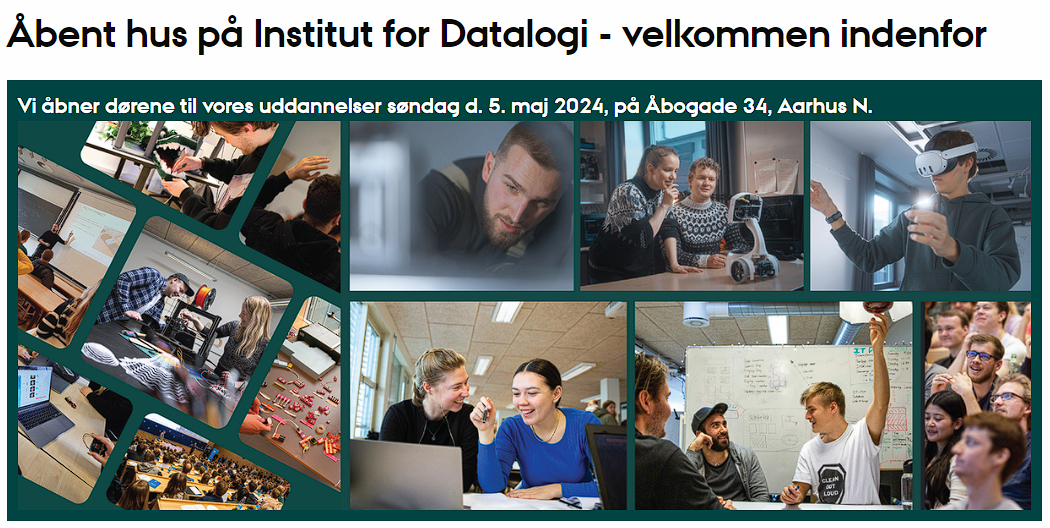 Åbent hus på Institut for Datalogi - velkommen indenfor
Vi åbner dørene til vores uddannelser søndag d. 5. maj 2024, på Åbogade 34, Aarhus N.
CLEAN
OUT
LOUD